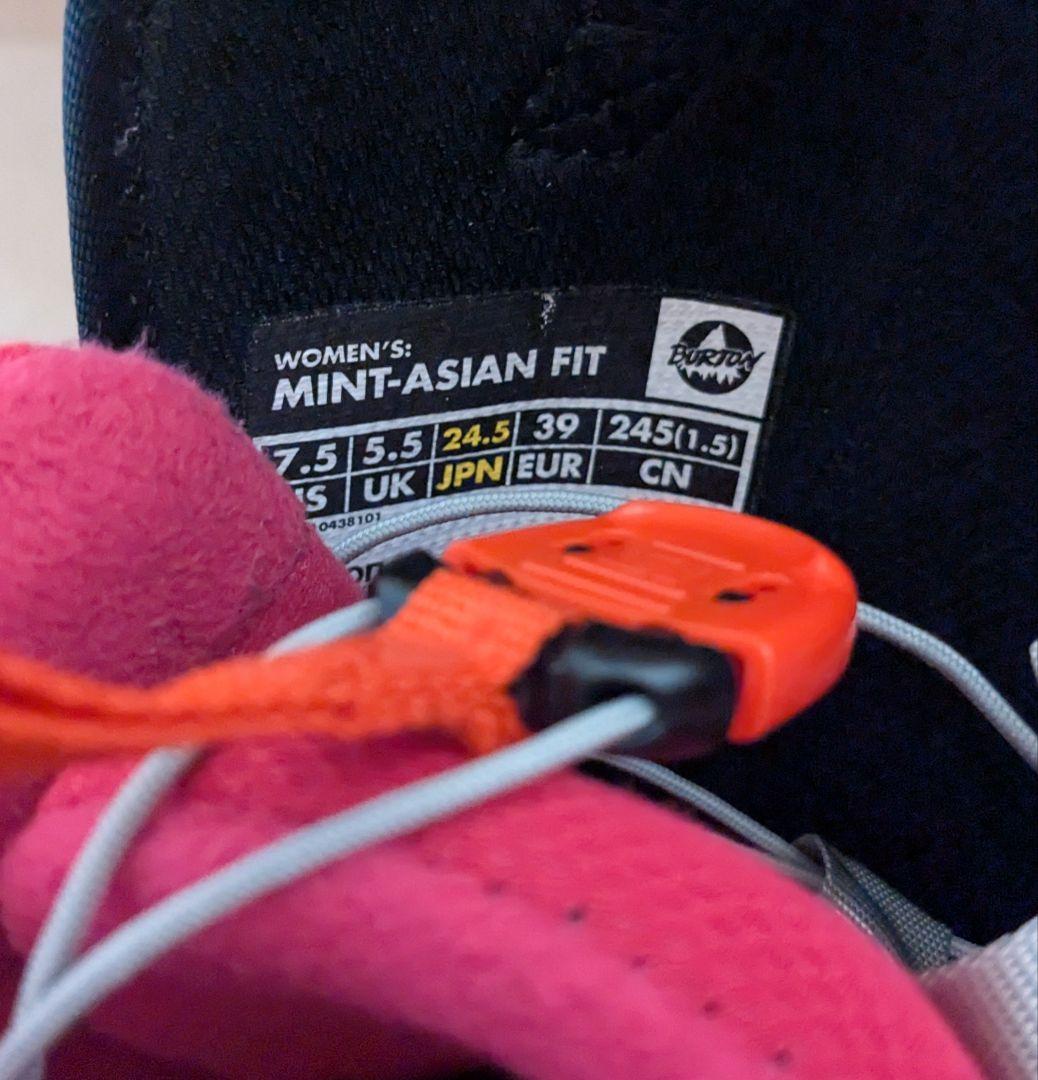 WOMEN'S:
MINT-ASIAN FIT
BURTON
7.5 5.5 24.5 39 245(1.5)
UK JPN EUR CN
10438101